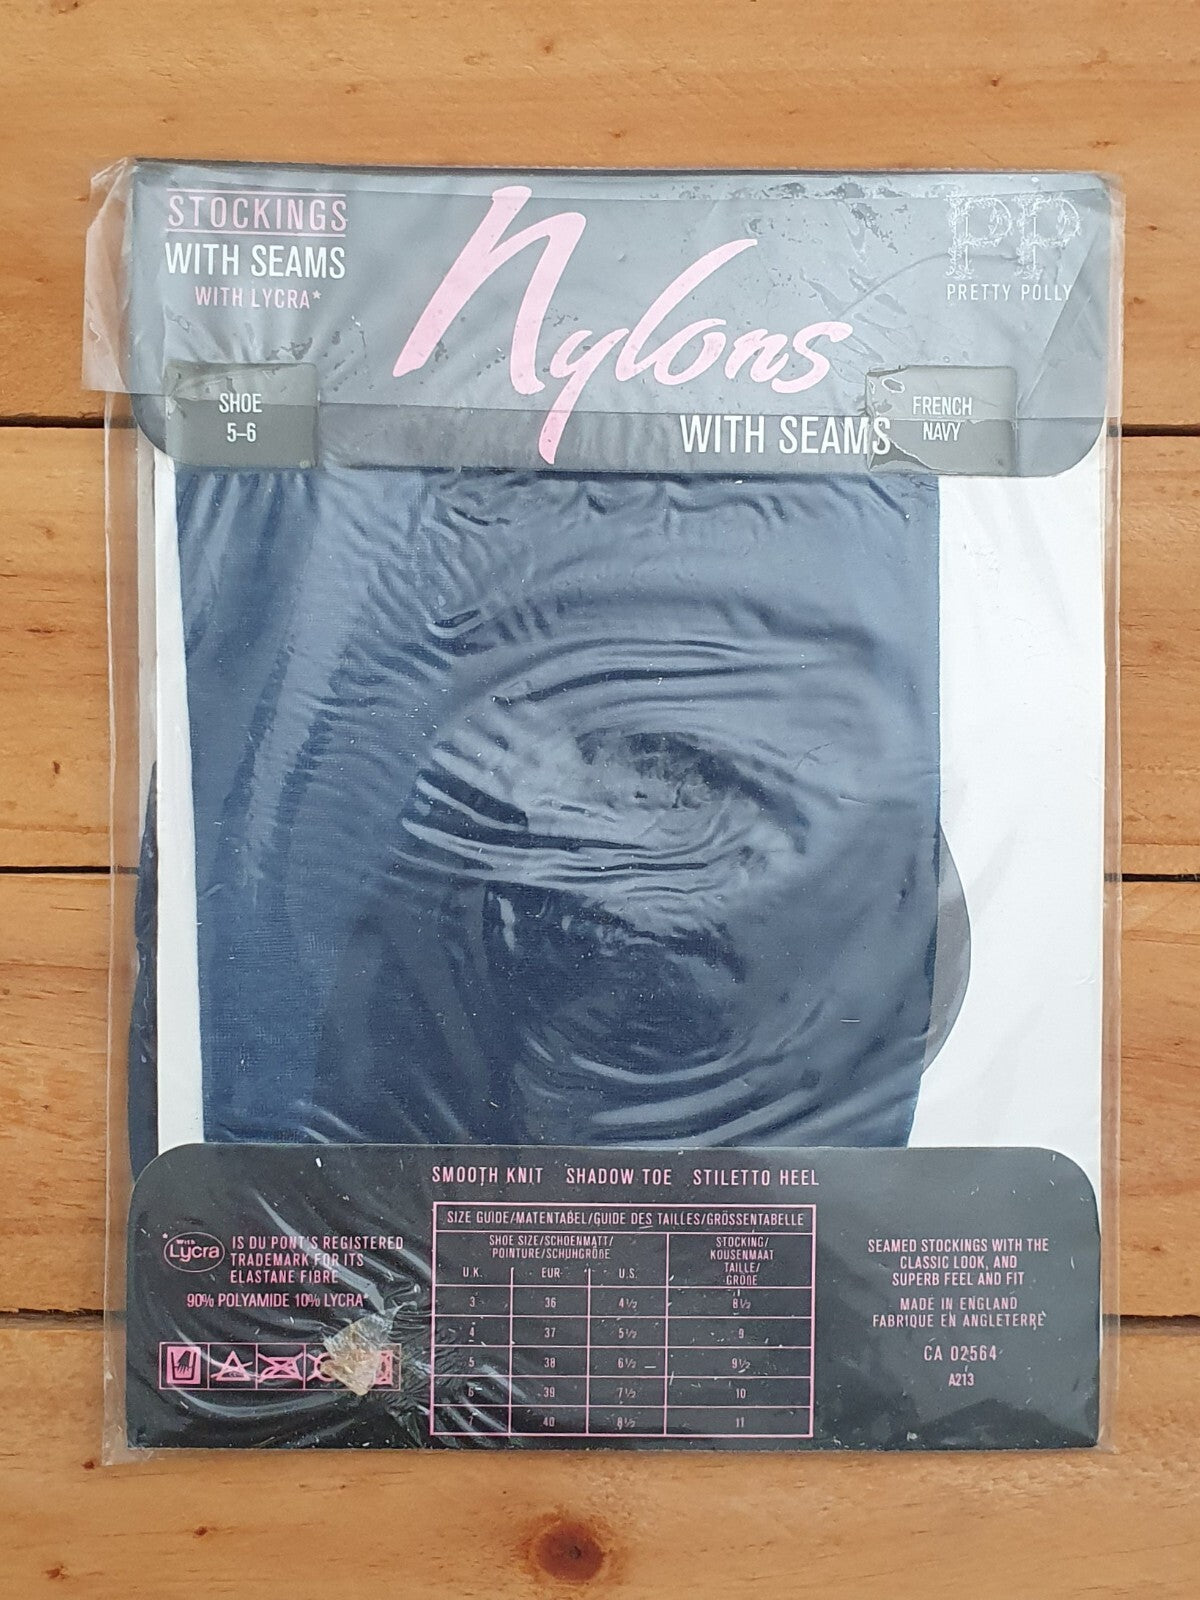 STOCKINGS
WITH SEAMS
WITH LYCRA*
Nylons
WITH SEAMS
PP
PRETTY POLLY
SHOE
5–6
FRENCH
NAVY
SMOOTH KNIT SHADOW TOE STILETTO HEEL
* With Lycra IS DU PONT'S REGISTERED
TRADEMARK FOR ITS
ELASTANE FIBRE
90% POLYAMIDE 10% LYCRA*
SIZE GUIDE/MATENTABEL/GUIDE DES TAILLES/GRÖSSENTABELLE
SHOE SIZE/SCHOENMATT/
POINTURE/SCHUHGRÖßE
STOCKING/
KOUSENMAAT
TAILLE/
GRÖßE
U.K. EUR U.S.
3 36 4½ 8½
4 37 5½ 9
5 38 6½ 9½
6 39 7½ 10
7 40 8½ 11
SEAMED STOCKINGS WITH THE
CLASSIC LOOK, AND
SUPERB FEEL AND FIT
MADE IN ENGLAND
FABRIQUE EN ANGLETERRE
CA 02564
A213